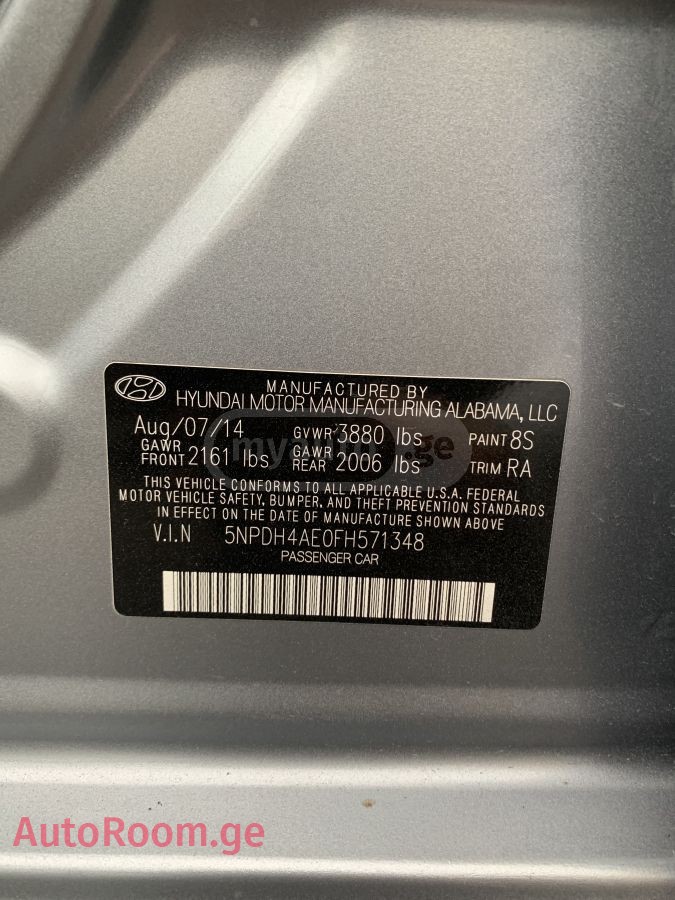 MANUFACTURED BY
HYUNDAI MOTOR MANUFACTURING ALABAMA, LLC
Aug/07/14 GVWR 3880 lbs PAINT 8S
GAWR FRONT 2161 lbs GAWR REAR 2006 lbs TRIM RA
THIS VEHICLE CONFORMS TO ALL APPLICABLE U.S.A. FEDERAL
MOTOR VEHICLE SAFETY, BUMPER, AND THEFT PREVENTION STANDARDS
IN EFFECT ON THE DATE OF MANUFACTURE SHOWN ABOVE
V.I.N 5NPDH4AE0FH571348
PASSENGER CAR
myauto.ge
AutoRoom.ge